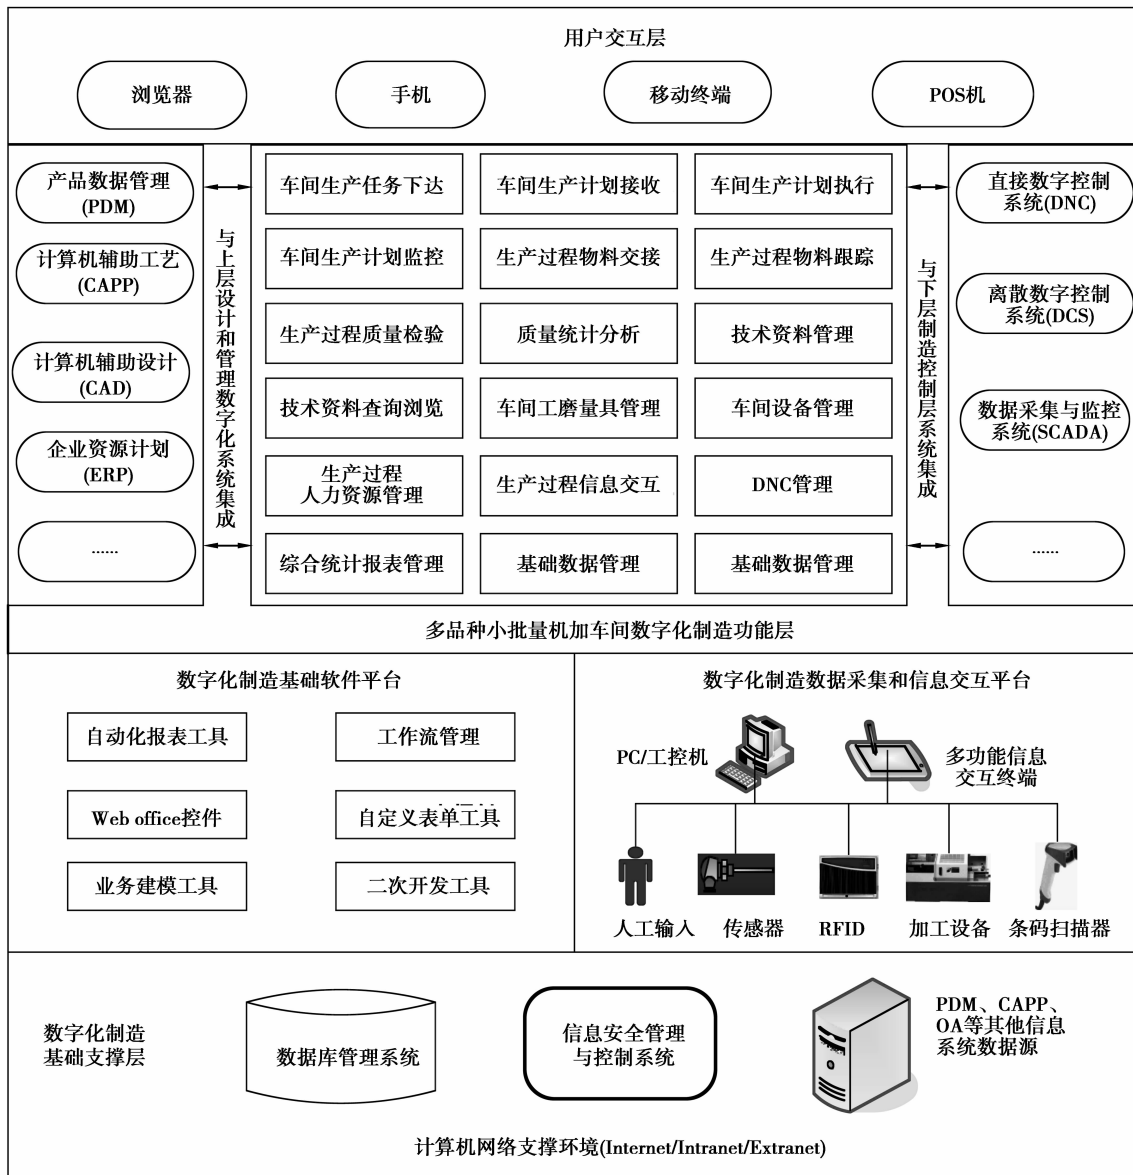 用户交互层
浏览器
手机
移动终端
POS机
产品数据管理
(PDM)
计算机辅助工艺
(CAPP)
计算机辅助设计
(CAD)
企业资源计划
(ERP)
······
与上层设计和管理数字化系统集成
车间生产任务下达
车间生产计划接收
车间生产计划执行
车间生产计划监控
生产过程物料交接
生产过程物料跟踪
生产过程质量检验
质量统计分析
技术资料管理
技术资料查询浏览
车间工磨量具管理
车间设备管理
生产过程
人力资源管理
生产过程信息交互
DNC管理
综合统计报表管理
基础数据管理
基础数据管理
与下层制造控制层系统集成
直接数字控制
系统(DNC)
离散数字控制
系统(DCS)
数据采集与监控
系统(SCADA)
······
多品种小批量机加车间数字化制造功能层
数字化制造基础软件平台
自动化报表工具
工作流管理
Web office控件
自定义表单工具
业务建模工具
二次开发工具
数字化制造数据采集和信息交互平台
PC/工控机
多功能信息
交互终端
人工输入
传感器
RFID
加工设备
条码扫描器
数字化制造
基础支撑层
数据库管理系统
信息安全管理
与控制系统
PDM、CAPP、
OA等其他信息
系统数据源
计算机网络支撑环境(Internet/Intranet/Extranet)